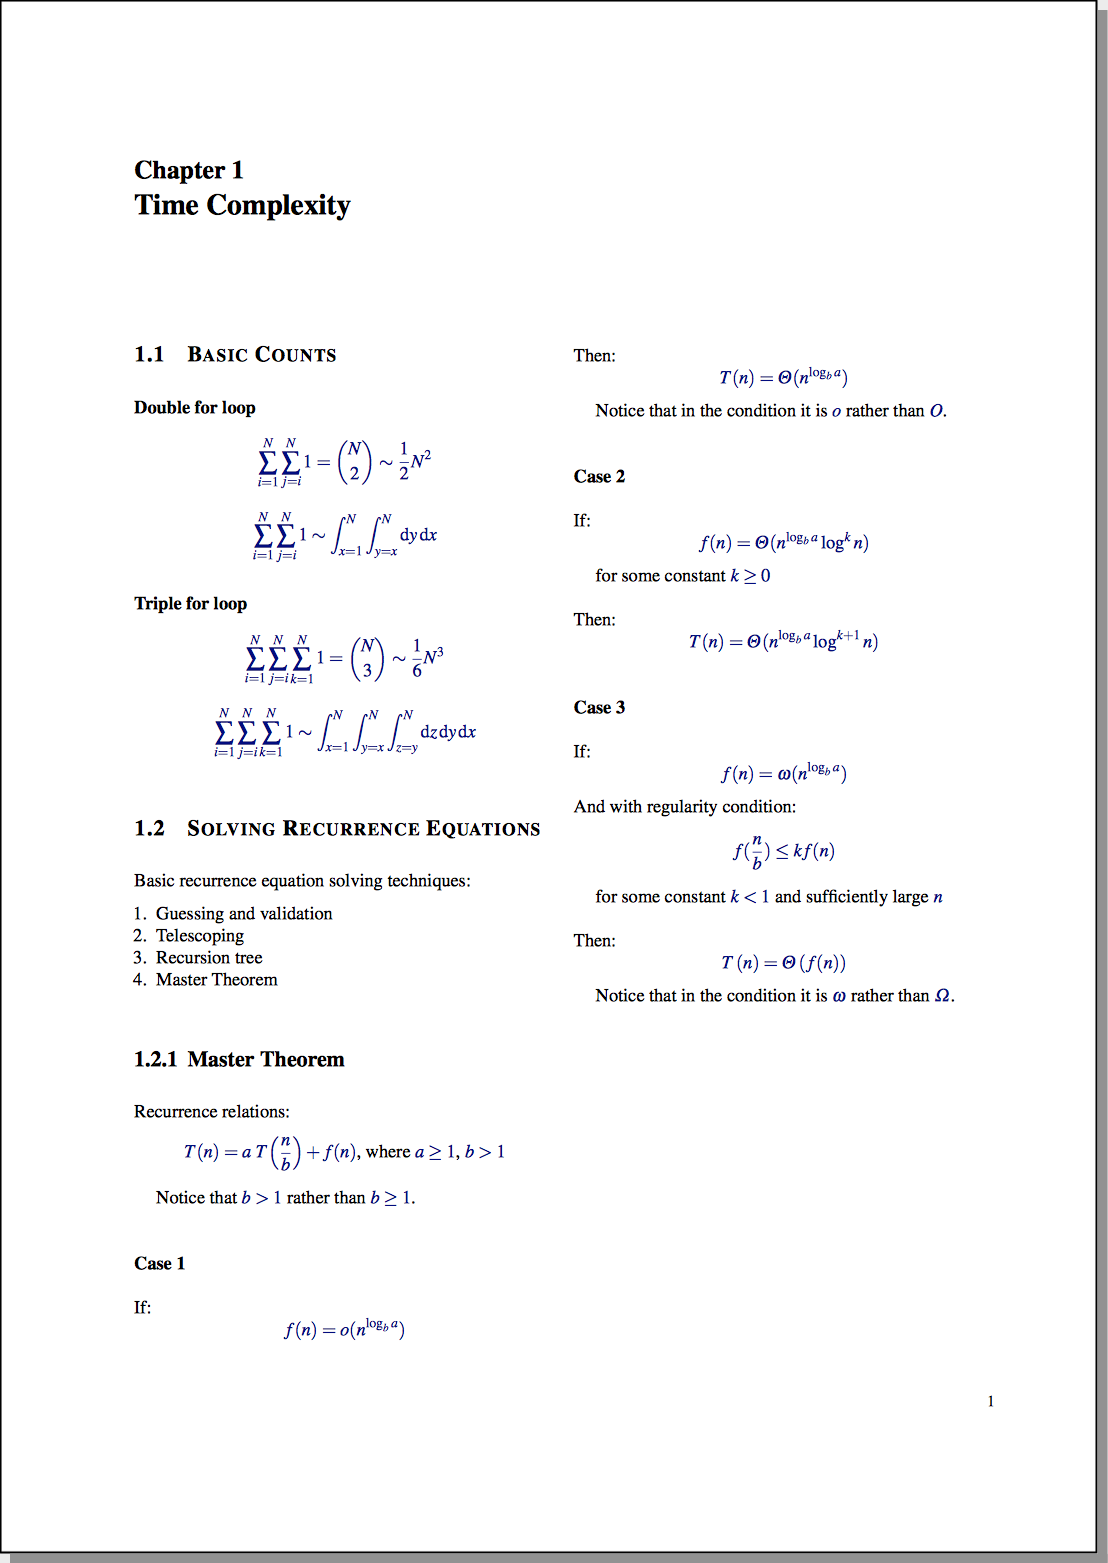 Chapter 1
Time Complexity
1.1 BASIC COUNTS
Double for loop
$\sum_{i=1}^{N}\sum_{j=i}^{N} 1 = \binom{N}{2} \sim \frac{1}{2}N^2$
$\sum_{i=1}^{N}\sum_{j=i}^{N} 1 \sim \int_{x=1}^{N}\int_{y=x}^{N} dy\,dx$
Triple for loop
$\sum_{i=1}^{N}\sum_{j=i}^{N}\sum_{k=1}^{N} 1 = \binom{N}{3} \sim \frac{1}{6}N^3$
$\sum_{i=1}^{N}\sum_{j=i}^{N}\sum_{k=1}^{N} 1 \sim \int_{x=1}^{N}\int_{y=x}^{N}\int_{z=y}^{N} dz\,dy\,dx$
1.2 SOLVING RECURRENCE EQUATIONS
Basic recurrence equation solving techniques:
1. Guessing and validation
2. Telescoping
3. Recursion tree
4. Master Theorem
1.2.1 Master Theorem
Recurrence relations:
$T(n) = a\,T\left(\frac{n}{b}\right) + f(n)$, where $a \geq 1, b > 1$
Notice that $b > 1$ rather than $b \geq 1$.
Case 1
If:
$f(n) = o(n^{\log_b a})$
Then:
$T(n) = \Theta(n^{\log_b a})$
Notice that in the condition it is $o$ rather than $O$.
Case 2
If:
$f(n) = \Theta(n^{\log_b a} \log^k n)$
for some constant $k \geq 0$
Then:
$T(n) = \Theta(n^{\log_b a} \log^{k+1} n)$
Case 3
If:
$f(n) = \omega(n^{\log_b a})$
And with regularity condition:
$f(\frac{n}{b}) \leq kf(n)$
for some constant $k < 1$ and sufficiently large $n$
Then:
$T(n) = \Theta(f(n))$
Notice that in the condition it is $\omega$ rather than $\Omega$.
1